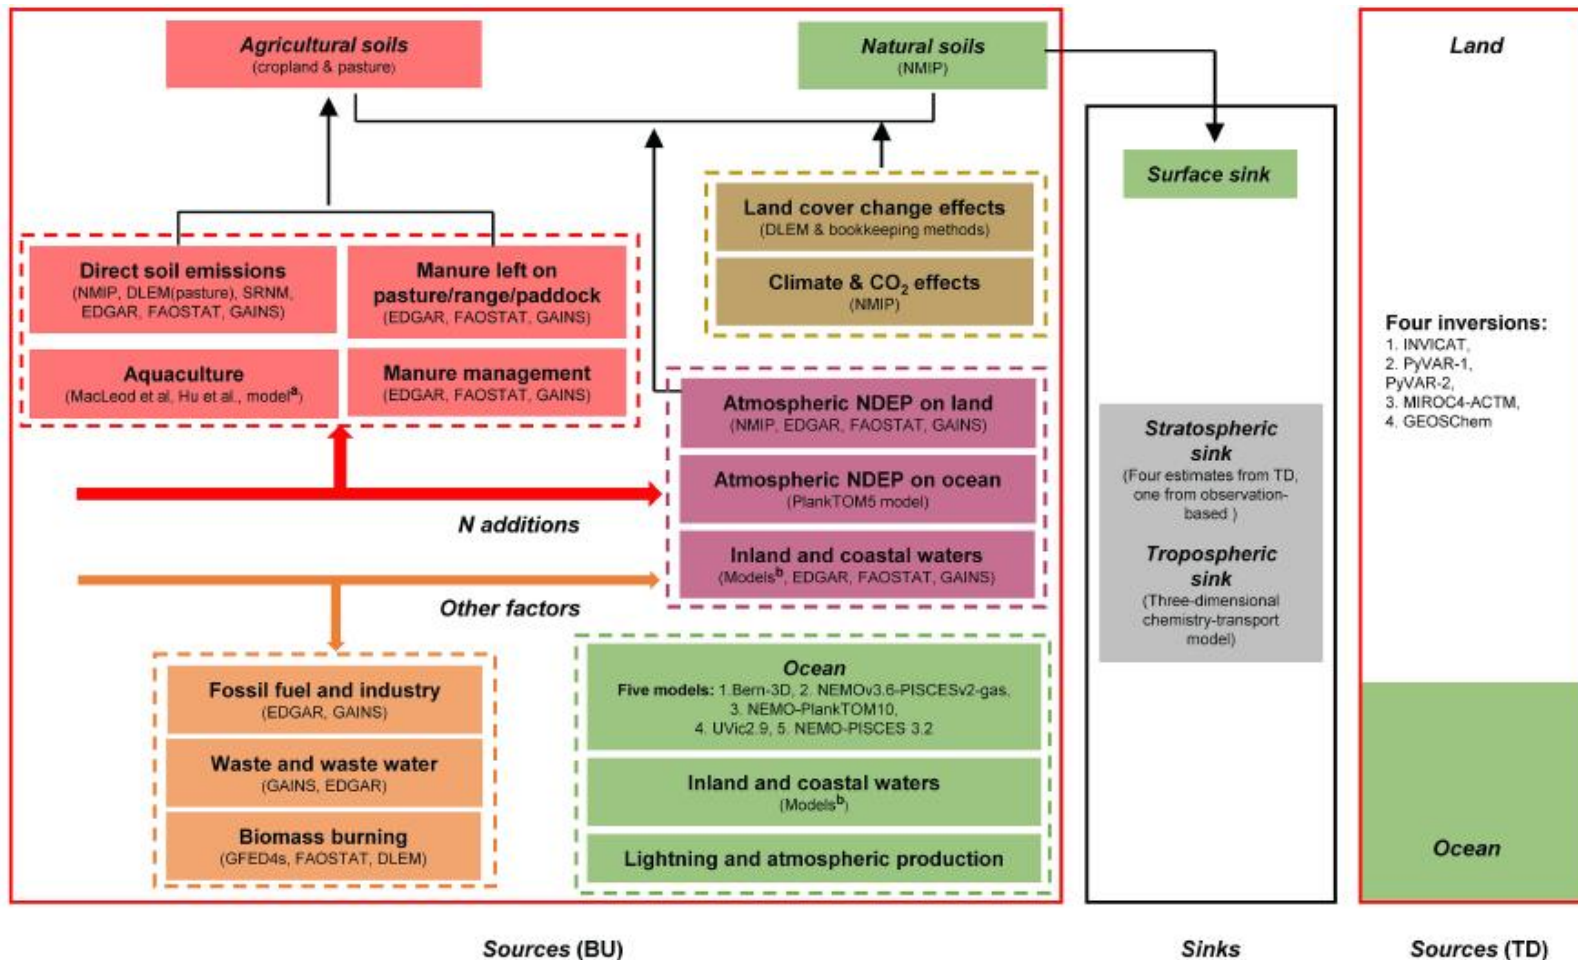 Agricultural soils
(cropland & pasture)
Natural soils
(NMIP)
Land
Surface sink
Land cover change effects
(DLEM & bookkeeping methods)
Climate & CO2 effects
(NMIP)
Direct soil emissions
(NMIP, DLEM(pasture), SRNM,
EDGAR, FAOSTAT, GAINS)
Manure left on
pasture/range/paddock
(EDGAR, FAOSTAT, GAINS)
Aquaculture
(MacLeod et al, Hu et al., model^a)
Manure management
(EDGAR, FAOSTAT, GAINS)
Four inversions:
1. INVICAT,
2. PyVAR-1,
PyVAR-2,
3. MIROC4-ACTM,
4. GEOSChem
Atmospheric NDEP on land
(NMIP, EDGAR, FAOSTAT, GAINS)
Atmospheric NDEP on ocean
(PlankTOM5 model)
Inland and coastal waters
(Models^b, EDGAR, FAOSTAT, GAINS)
N additions
Other factors
Stratospheric
sink
(Four estimates from TD,
one from observation-
based )
Tropospheric
sink
(Three-dimensional
chemistry-transport
model)
Fossil fuel and industry
(EDGAR, GAINS)
Waste and waste water
(GAINS, EDGAR)
Biomass burning
(GFED4s, FAOSTAT, DLEM)
Ocean
Five models: 1.Bern-3D, 2. NEMOv3.6-PISCESv2-gas,
3. NEMO-PlankTOM10,
4. UVic2.9, 5. NEMO-PISCES 3.2
Inland and coastal waters
(Models^b)
Lightning and atmospheric production
Ocean
Sources (BU)
Sinks
Sources (TD)